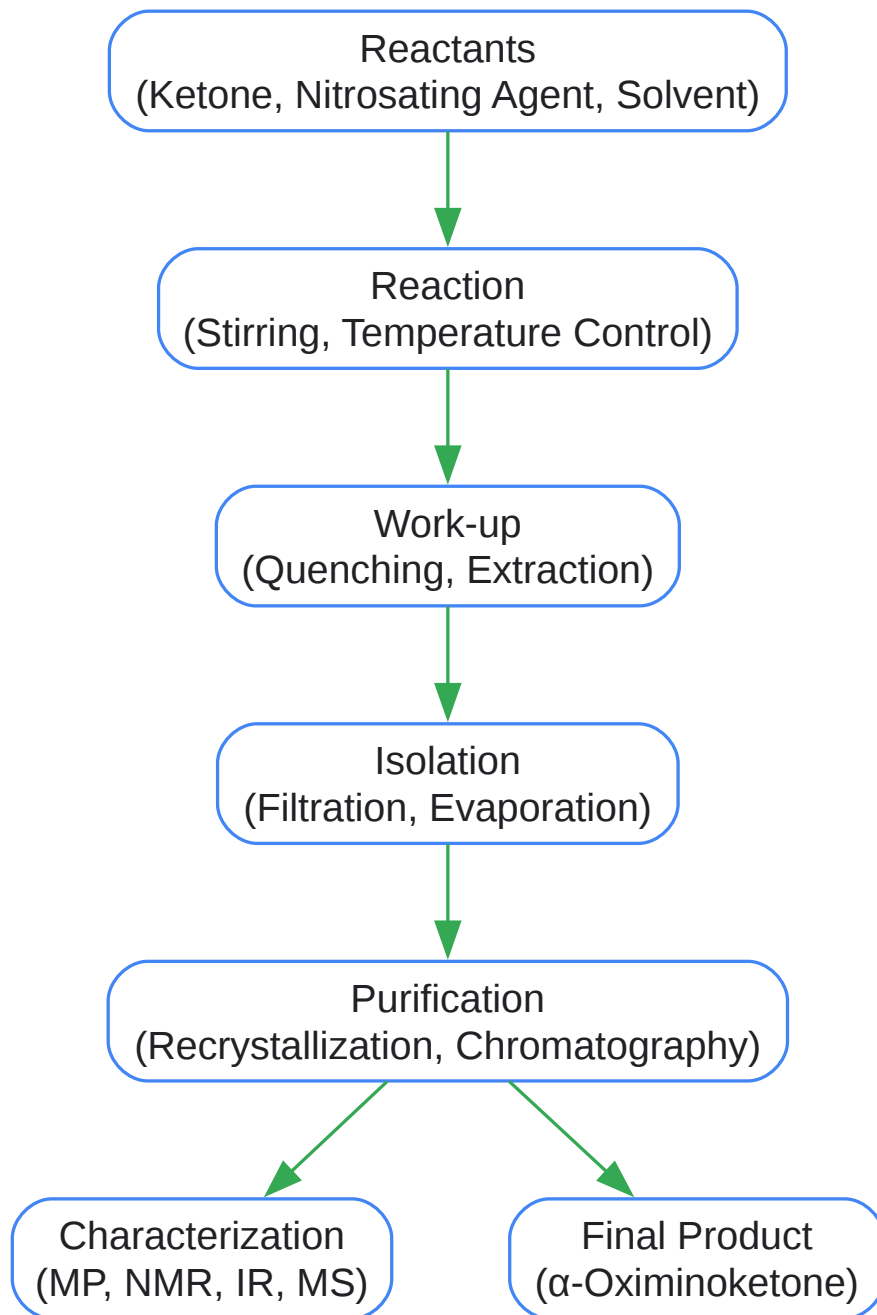 Reactants
(Ketone, Nitrosating Agent, Solvent)
Reaction
(Stirring, Temperature Control)
Work-up
(Quenching, Extraction)
Isolation
(Filtration, Evaporation)
Purification
(Recrystallization, Chromatography)
Characterization
(MP, NMR, IR, MS)
Final Product
(α-Oximinoketone)